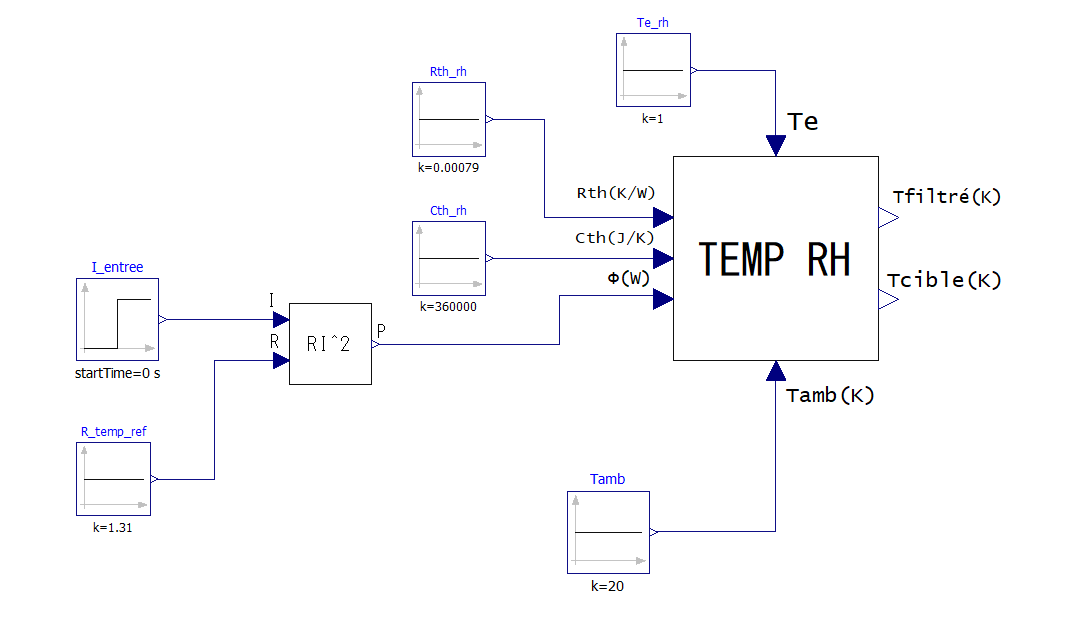 Te_rh
k=1
Te
Rth_rh
k=0.00079
Rth(K/W)
Cth_rh
k=360000
Cth(J/K)
Φ(W)
TEMP RH
Tfiltré(K)
Tcible(K)
I_entree
startTime=0 s
I
R
RI^2
P
R_temp_ref
k=1.31
Tamb(K)
Tamb
k=20